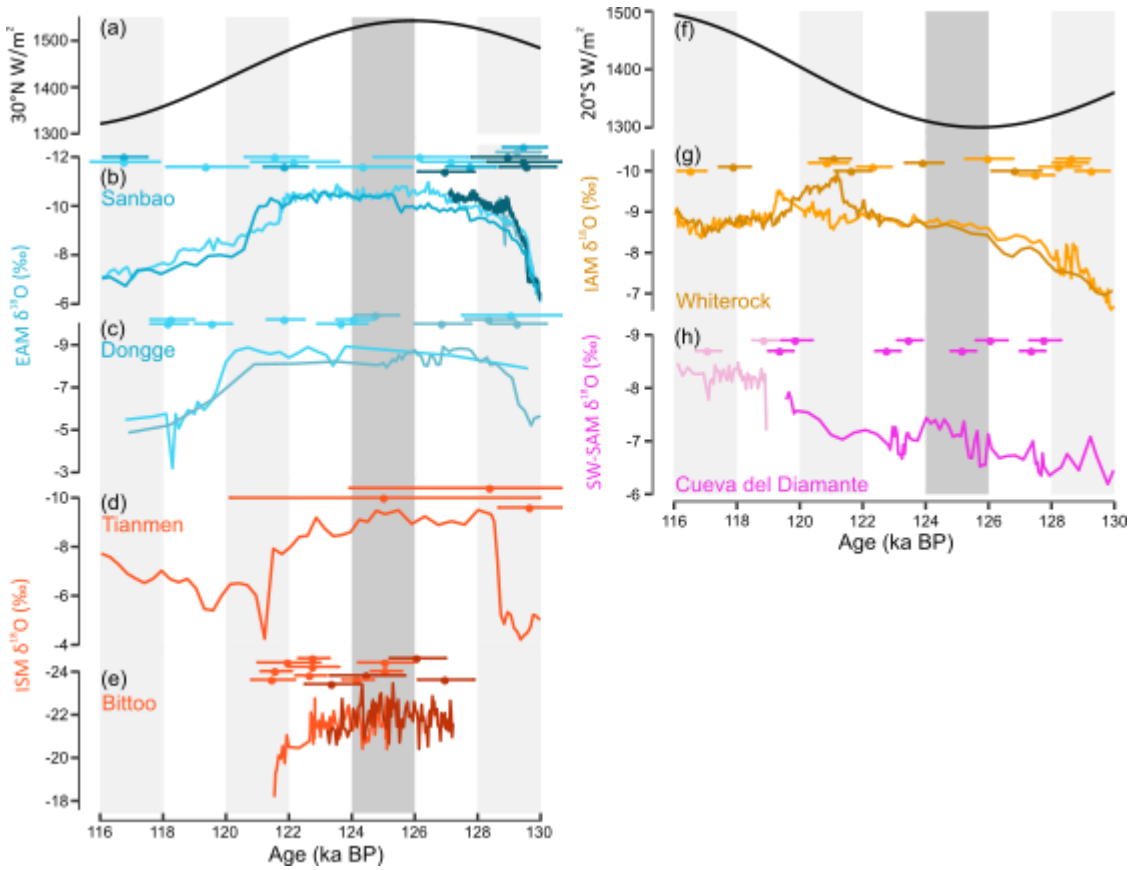 (a)
30°N W/m²
1500
1400
1300
(b)
Sanbao
-12
-10
-8
-6
EAM δ¹⁸O (‰)
(c)
Dongge
-9
-7
-5
-3
(d)
Tianmen
-10
-8
-6
-4
ISM δ¹⁸O (‰)
(e)
Bittoo
-24
-22
-20
-18
116 118 120 122 124 126 128 130
Age (ka BP)
(f)
20°S W/m²
1500
1400
1300
(g)
-10
-9
-8
-7
IAM δ¹⁸O (‰)
Whiterock
(h)
-9
-8
-7
-6
SW-SAM δ¹⁸O (‰)
Cueva del Diamante
116 118 120 122 124 126 128 130
Age (ka BP)